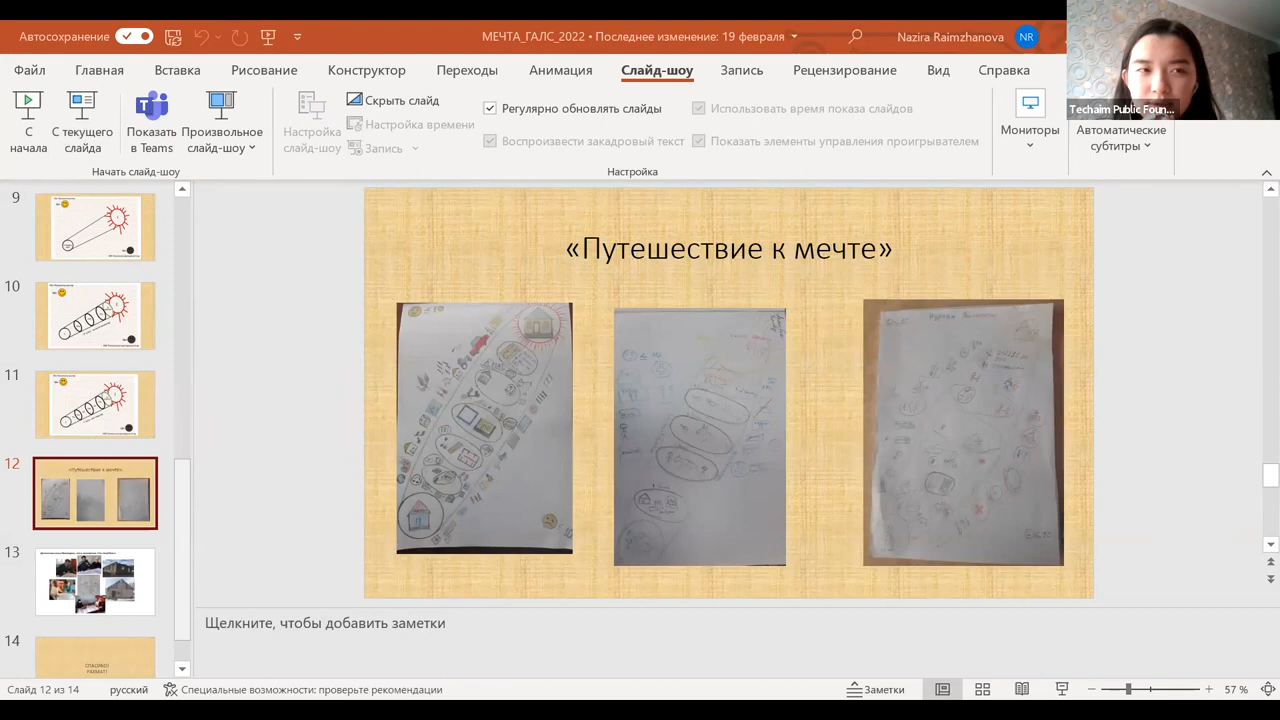 Автосохранение
МЕЧТА_ГАЛС_2022 • Последнее изменение: 19 февраля
Nazira Raimzhanova
NR
Файл Главная Вставка Рисование Конструктор Переходы Анимация Слайд-шоу Запись Рецензирование Вид Справка
Techaim Public Foun...
С начала
С текущего слайда
Показать в Teams
Произвольное слайд-шоу
Начать слайд-шоу
Настройка слайд-шоу
Скрыть слайд
Настройка времени
Запись
Регулярно обновлять слайды
Использовать время показа слайдов
Воспроизвести закадровый текст
Показать элементы управления проигрывателем
Настройка
Мониторы
Автоматические субтитры
9
10
11
12
«Путешествие к мечте»
13
14
СПАСИБО!
РАХМАТ!
«Путешествие к мечте»
Щелкните, чтобы добавить заметки
Слайд 12 из 14
русский
Специальные возможности: проверьте рекомендации
Заметки
57 %